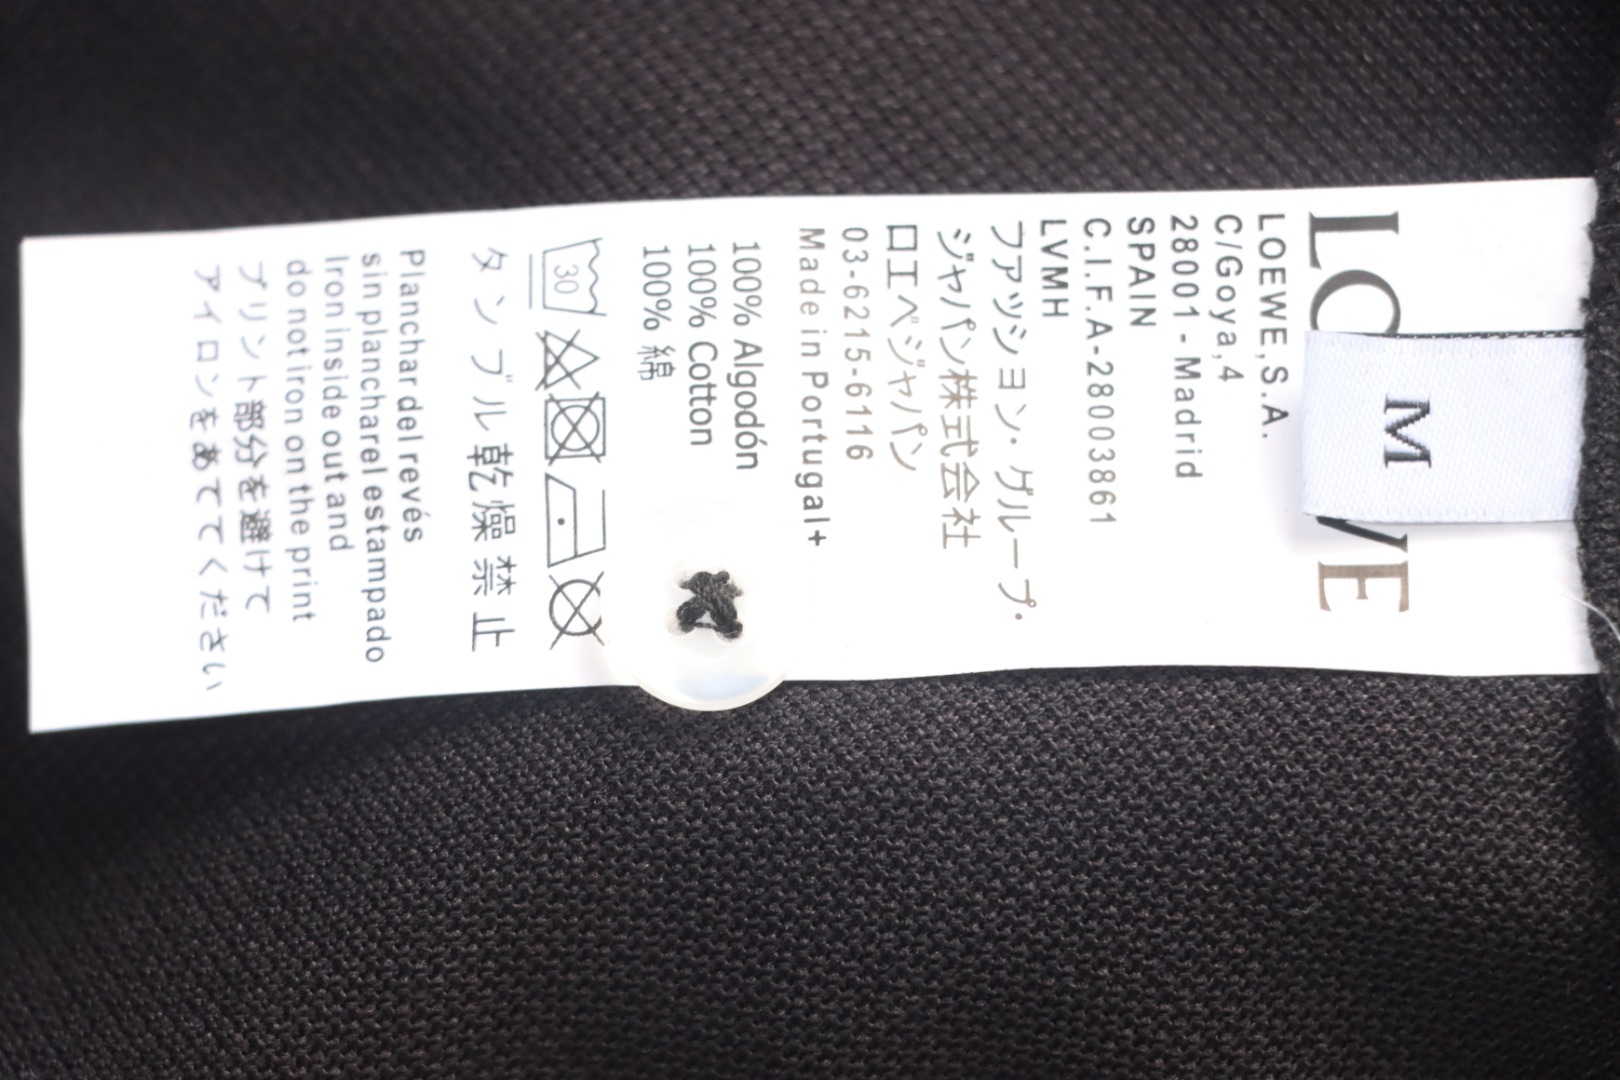 LO
WE
M
LOEWE,S.A.
C/Goya,4
28001 - Madrid
SPAIN
C.I.F.A-28003861
LVMH
ファッション・グループ・
ジャパン株式会社
ロエベジャパン
03-6215-6116
Made in Portugal+
100% Algodón
100% Cotton
100% 綿
30
タンブル乾燥禁止
Planchar del revés
sin planchar el estampado
Iron inside out and
do not iron on the print
プリント部分を避けて
アイロンをあててください